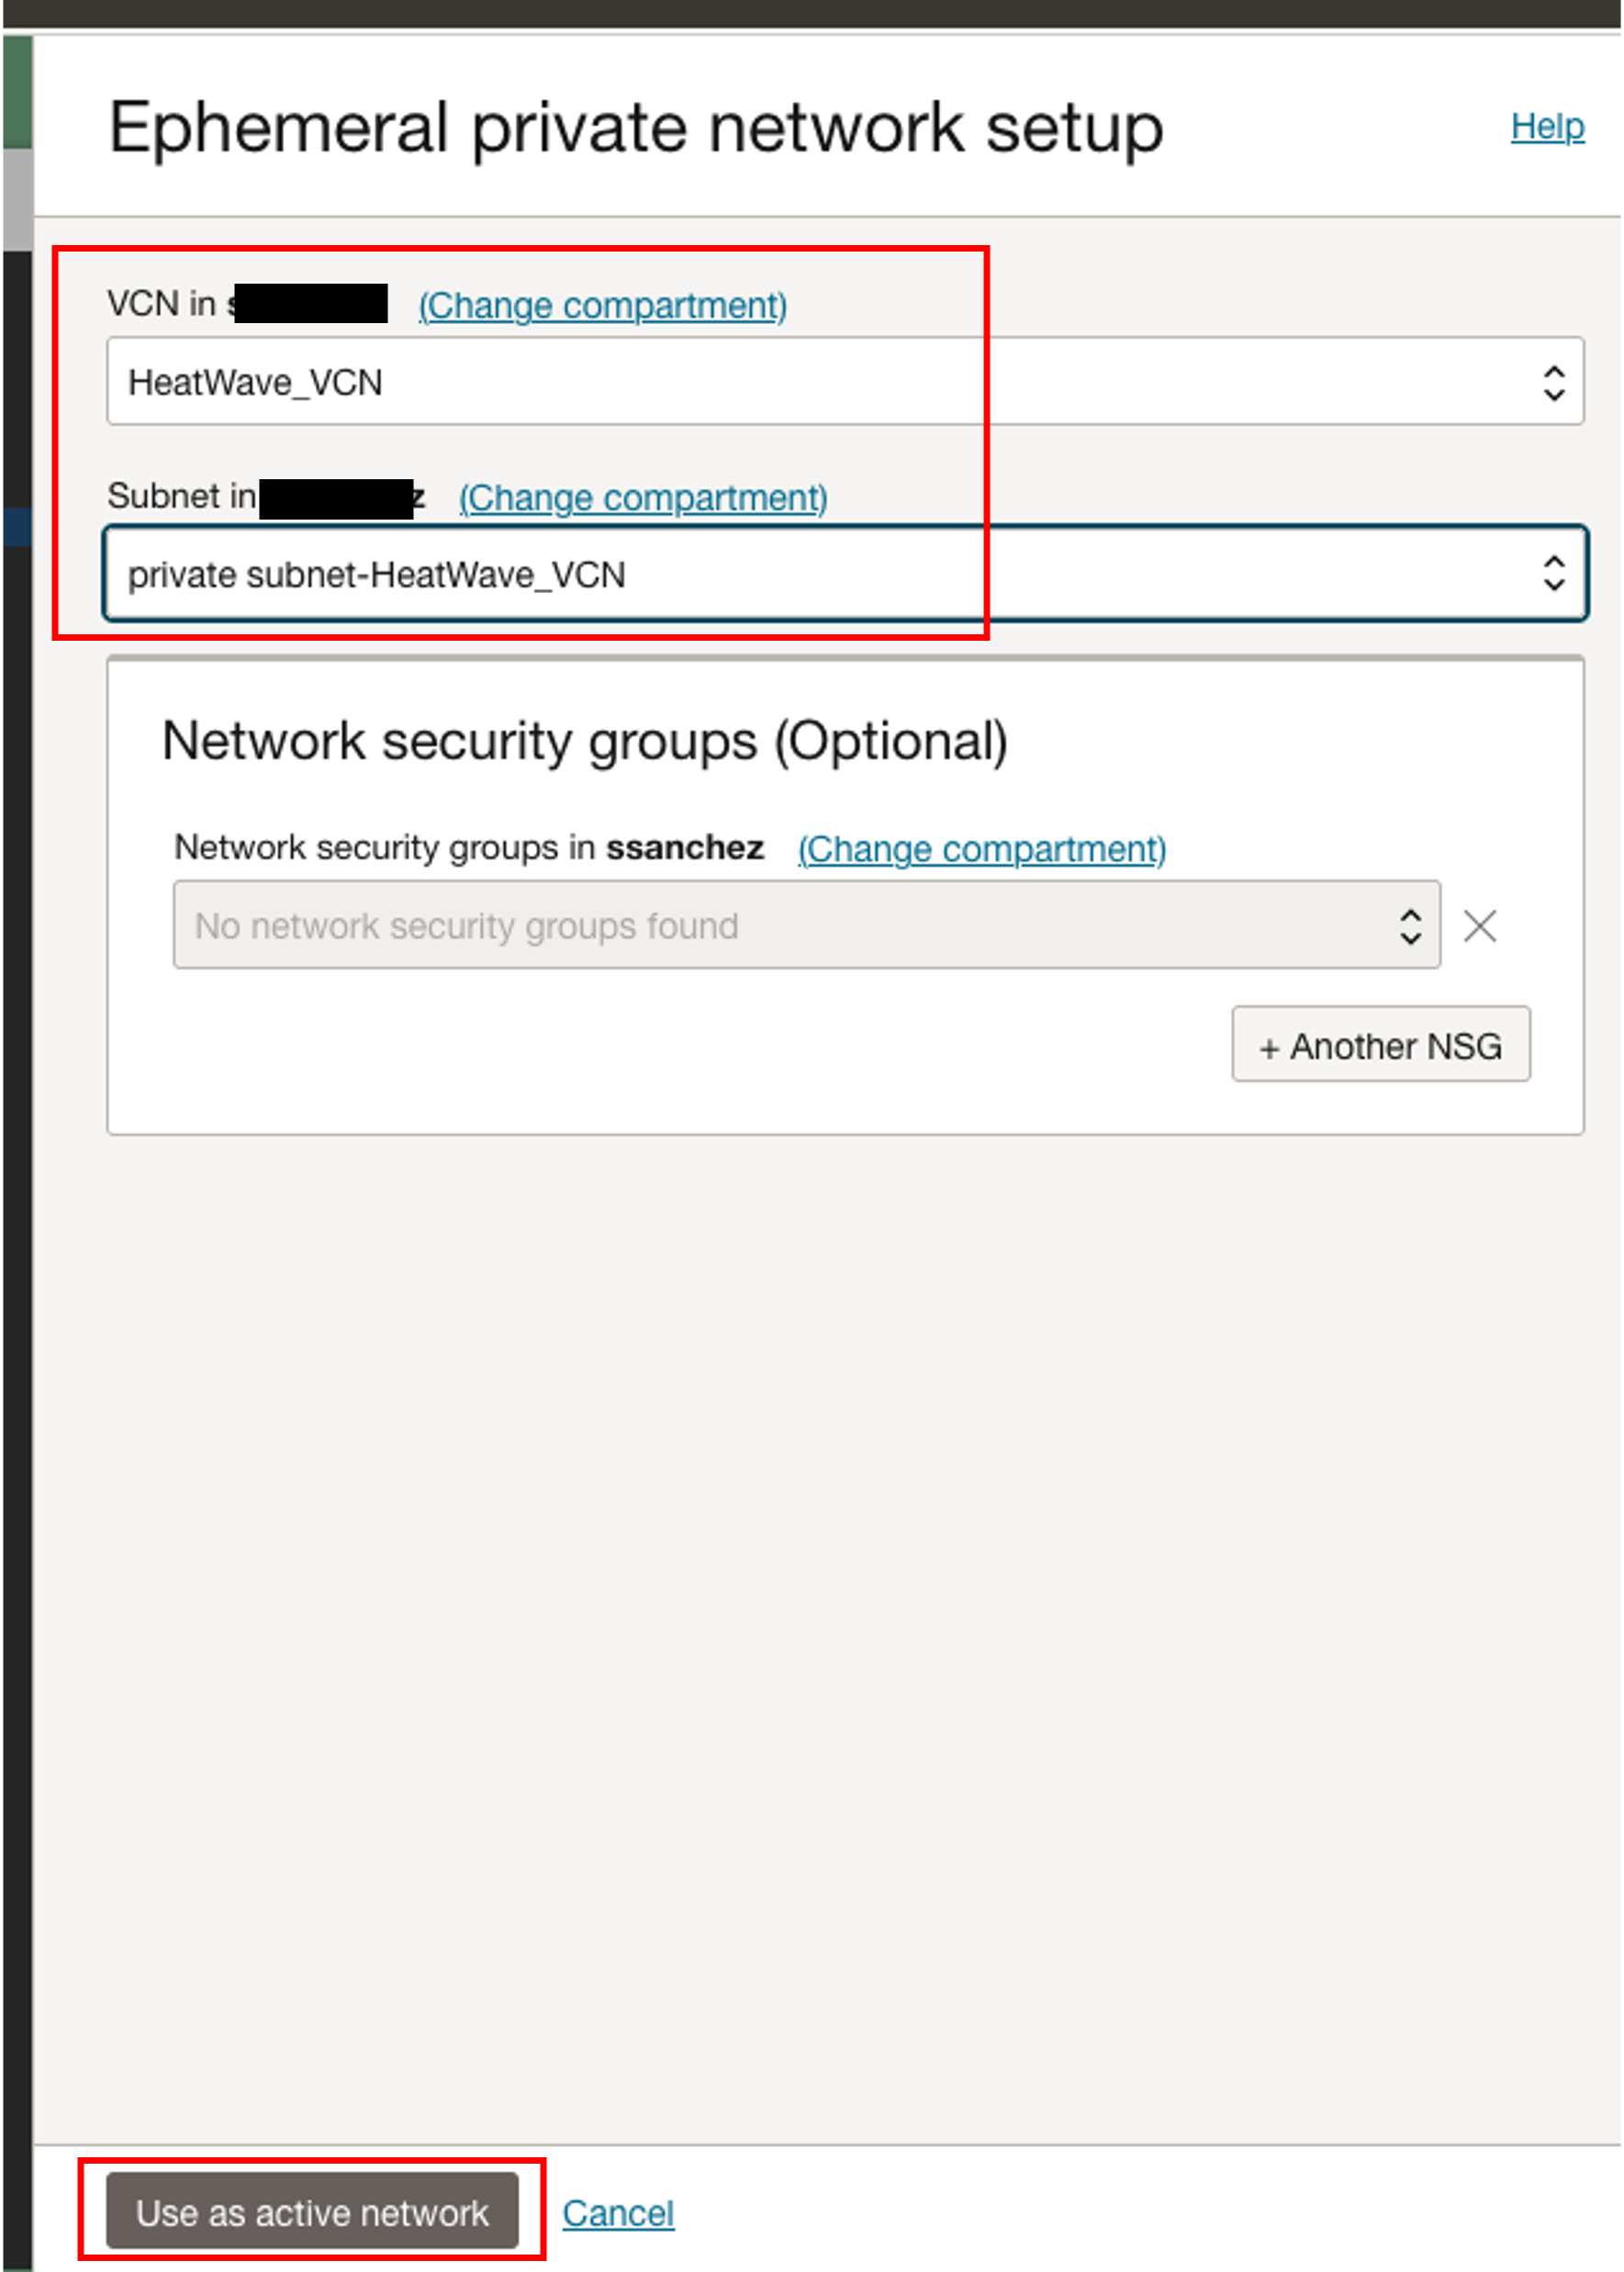 Ephemeral private network setup
Help
VCN in (Change compartment)
HeatWave_VCN
Subnet in (Change compartment)
private subnet-HeatWave_VCN
Network security groups (Optional)
Network security groups in ssanchez (Change compartment)
No network security groups found
+ Another NSG
Use as active network Cancel